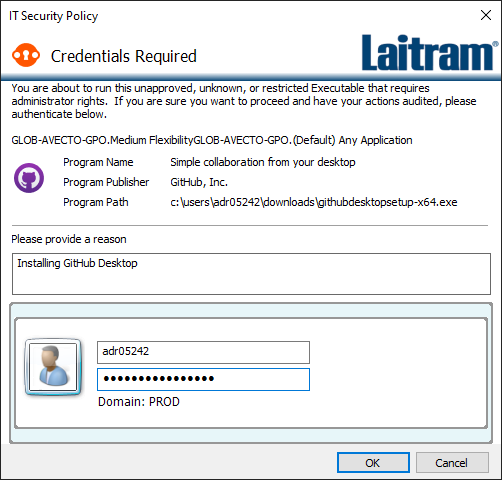 IT Security Policy
Credentials Required
Laitram
You are about to run this unapproved, unknown, or restricted Executable that requires
administrator rights.  If you are sure you want to proceed and have your actions audited, please
authenticate below.
GLOB-AVECTO-GPO.Medium FlexibilityGLOB-AVECTO-GPO.(Default) Any Application
Program Name Simple collaboration from your desktop
Program Publisher GitHub, Inc.
Program Path c:\users\adr05242\downloads\githubdesktopsetup-x64.exe
Please provide a reason
Installing GitHub Desktop
adr05242
●●●●●●●●●●●●●●●●
Domain: PROD
OK Cancel